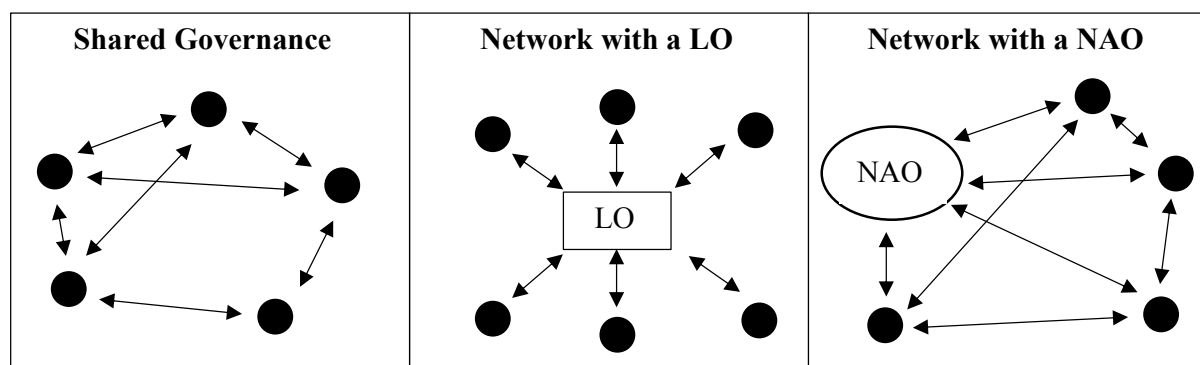 Shared Governance
Network with a LO
Network with a NAO
LO
NAO